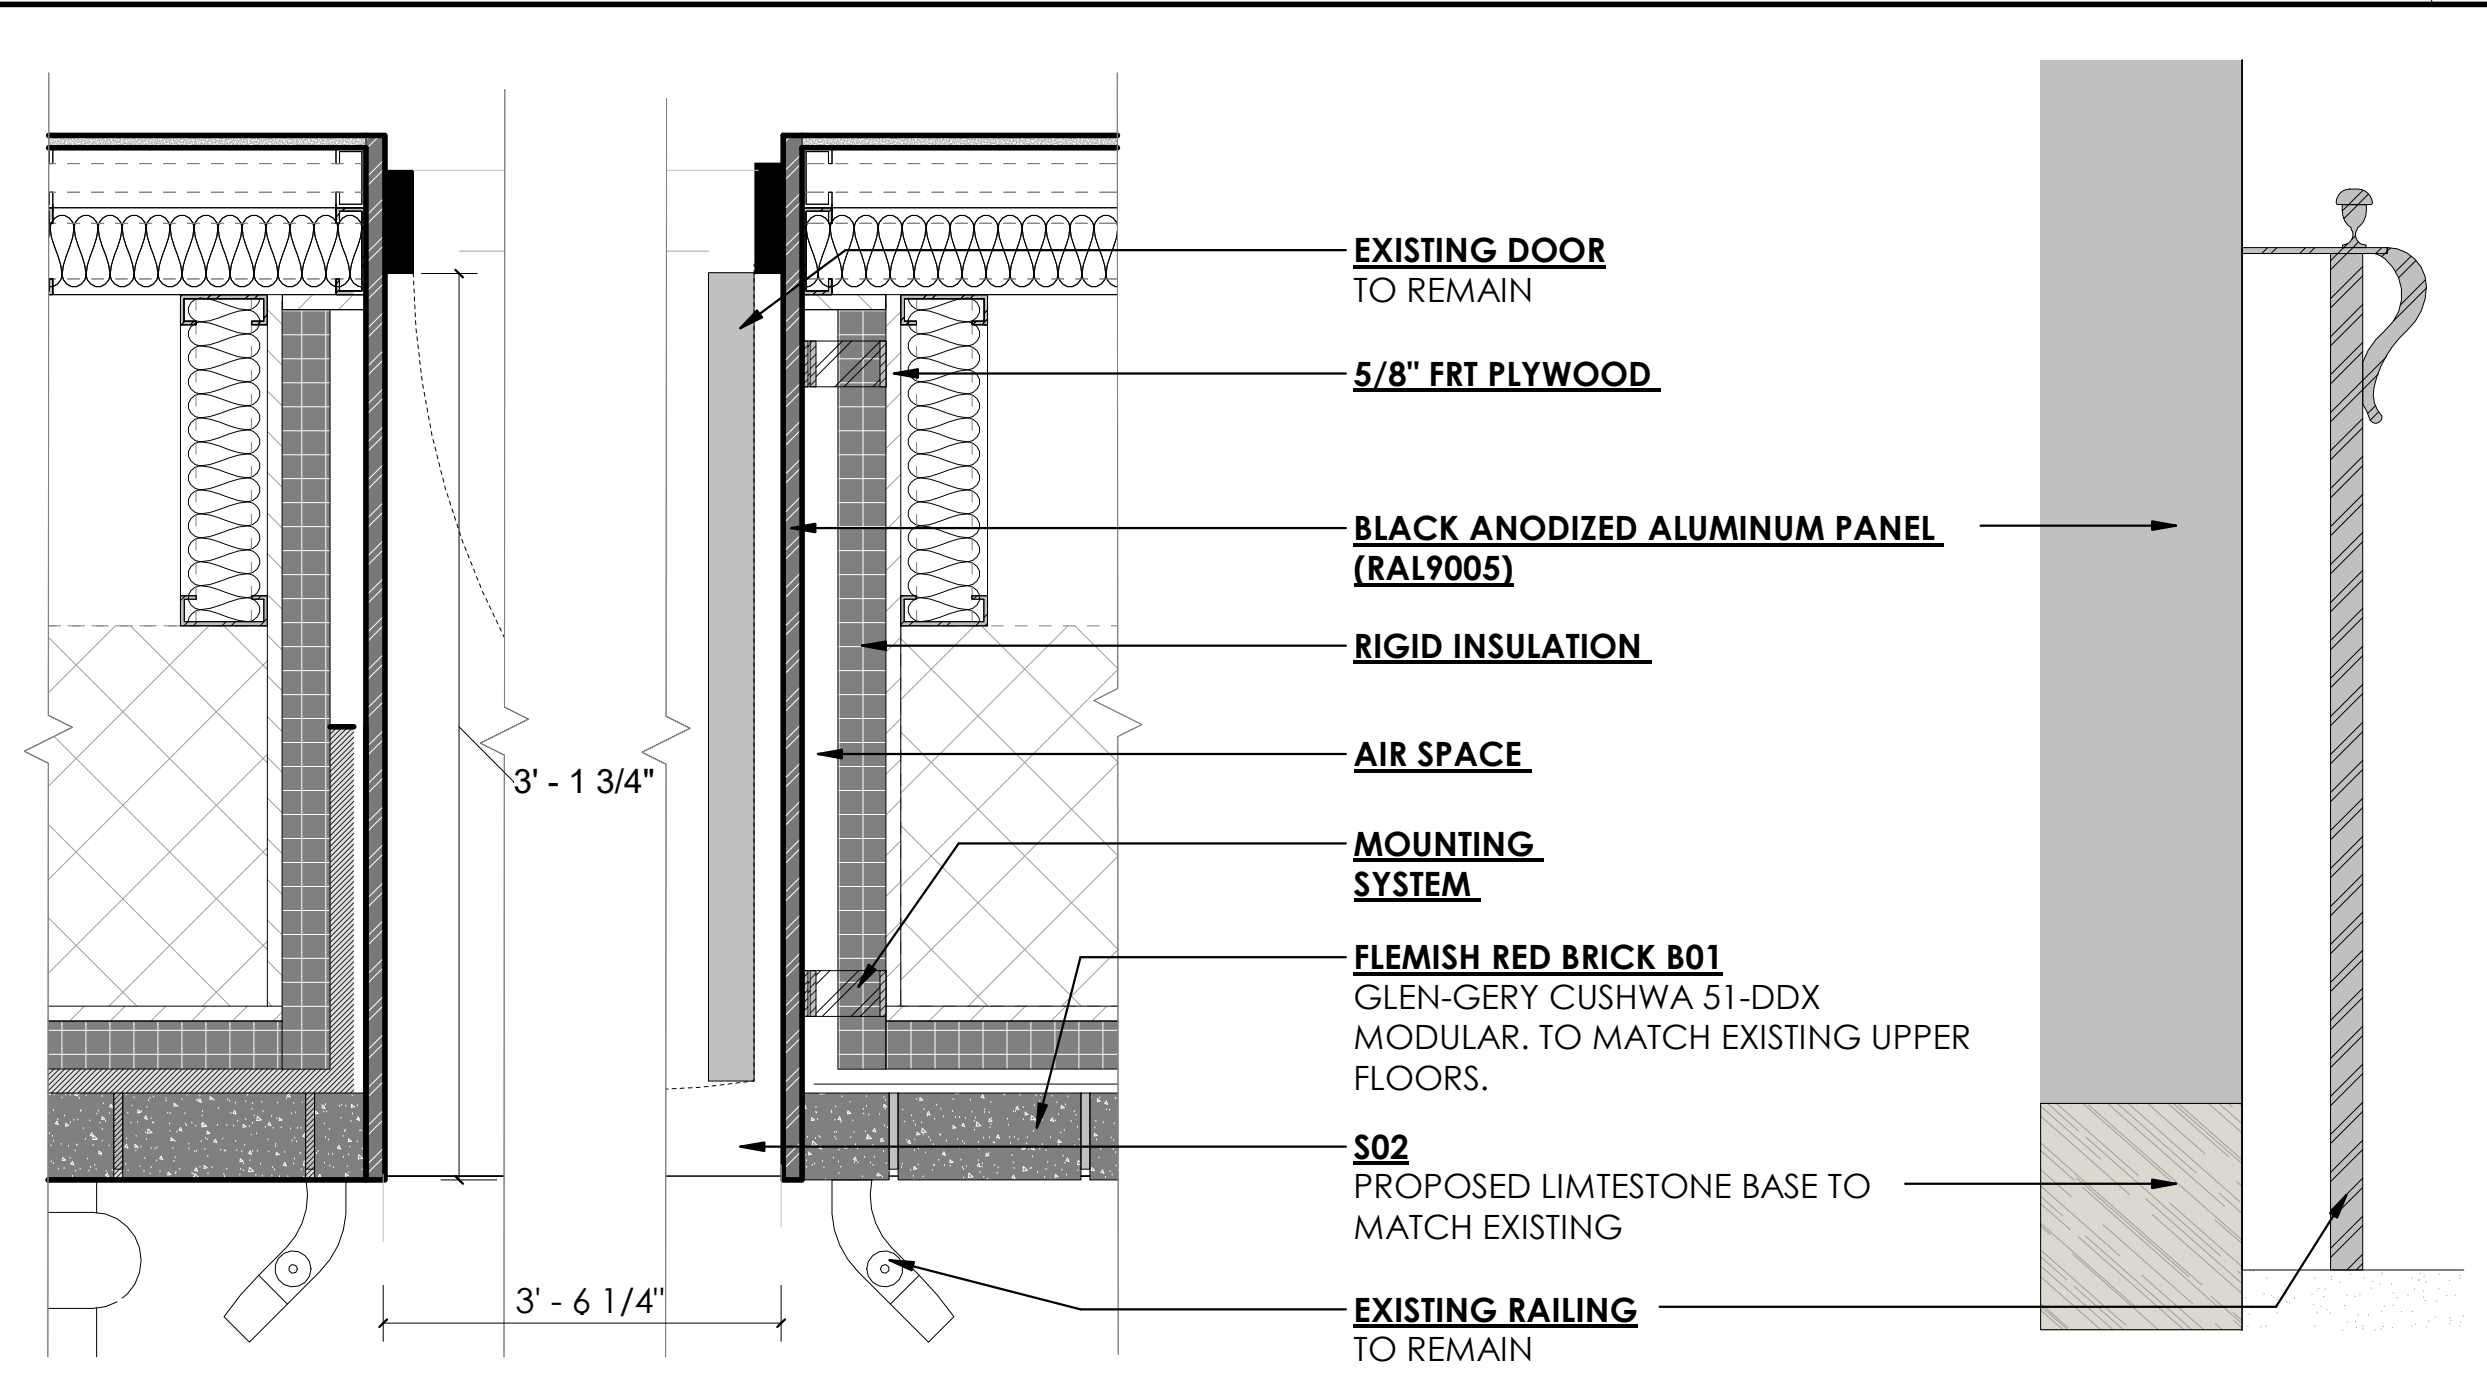 EXISTING DOOR
TO REMAIN
5/8" FRT PLYWOOD
BLACK ANODIZED ALUMINUM PANEL
(RAL9005)
RIGID INSULATION
AIR SPACE
3' - 1 3/4"
MOUNTING
SYSTEM
FLEMISH RED BRICK B01
GLEN-GERY CUSHWA 51-DDX
MODULAR. TO MATCH EXISTING UPPER
FLOORS.
S02
PROPOSED LIMTESTONE BASE TO
MATCH EXISTING
3' - 6 1/4"
EXISTING RAILING
TO REMAIN